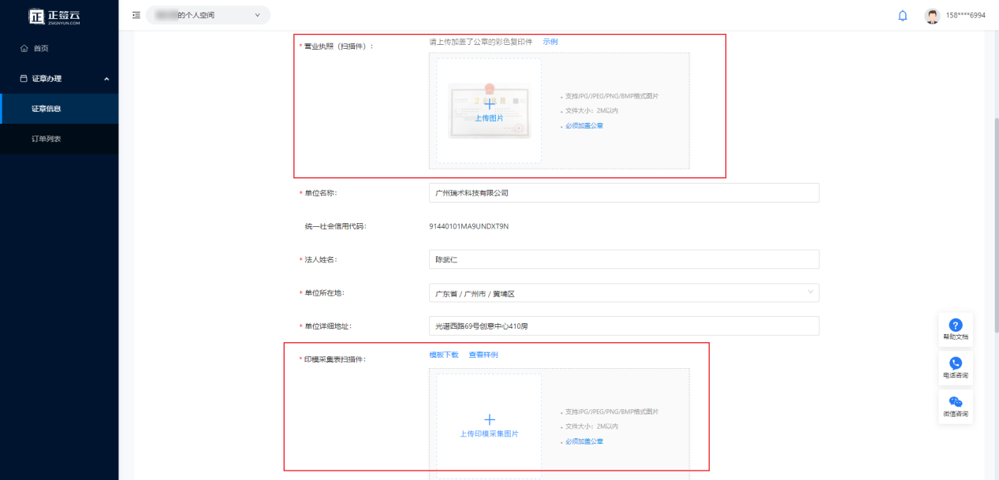 正签云
ZSIGNYUN.COM
的个人空间
158****6994
首页
证章办理
证章信息
订单列表
* 营业执照（扫描件）:
请上传加盖了公章的彩色复印件 示例
上传图片
支持JPG/JPEG/PNG/BMP格式图片
文件大小：2M以内
必须加盖公章
* 单位名称:
广州瑞术科技有限公司
统一社会信用代码:
91440101MA9UNDXT9N
* 法人姓名:
陈武仁
* 单位所在地:
广东省 / 广州市 / 黄埔区
* 单位详细地址:
光谱西路69号创意中心410房
* 印模采集表扫描件:
模板下载 查看样例
上传印模采集图片
支持JPG/JPEG/PNG/BMP格式图片
文件大小：2M以内
必须加盖公章
帮助文档
电话咨询
微信咨询